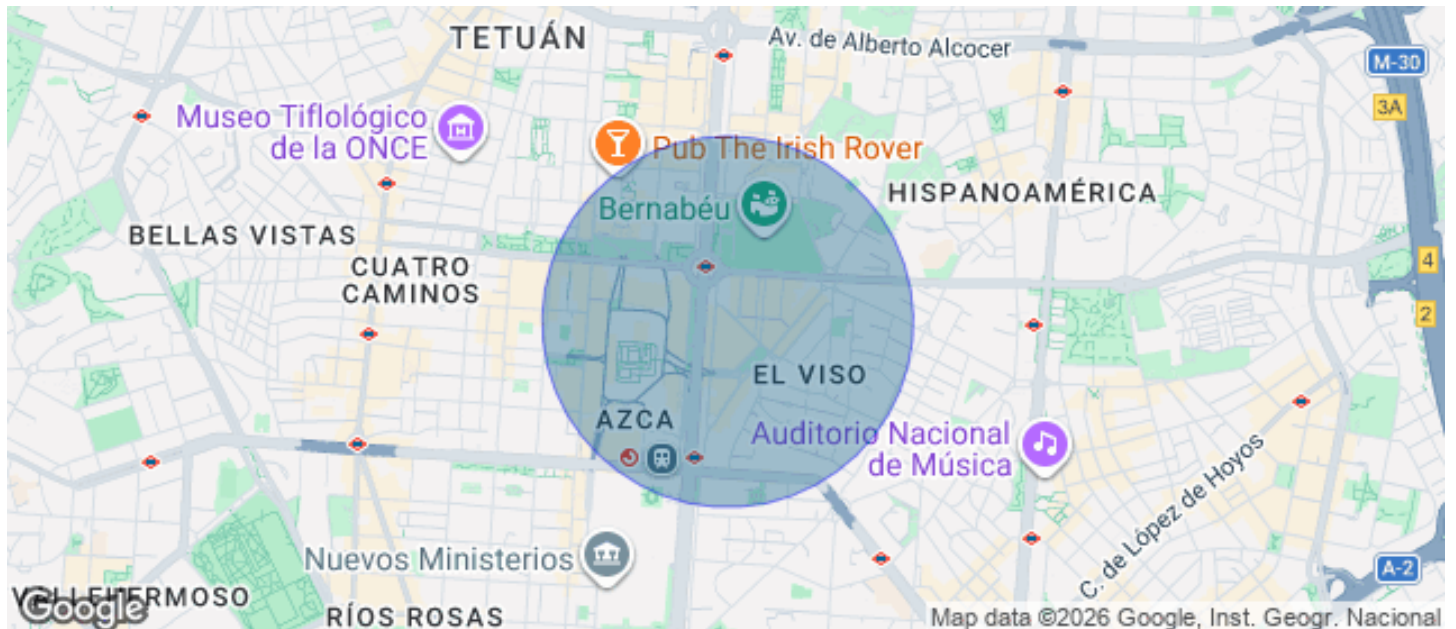 TETUÁN
Av. de Alberto Alcocer
M-30
3A
Museo Tiflológico
de la ONCE
Pub The Irish Rover
Bernabéu
HISPANOAMÉRICA
BELLAS VISTAS
CUATRO
CAMINOS
4
2
EL VISO
AZCA
Auditorio Nacional
de Música
C. de López de Hoyos
Nuevos Ministerios
A-2
VALLEHERMOSO
Google
RÍOS ROSAS
Map data ©2026 Google, Inst. Geogr. Nacional